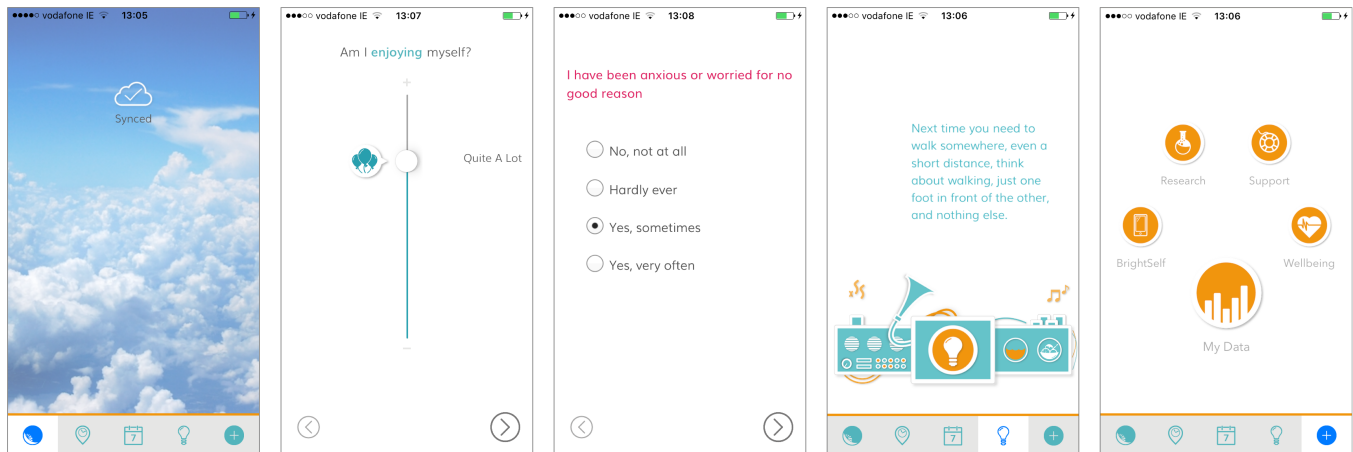 vodafone IE 13:05
Synced
7
vodafone IE 13:07
Am I enjoying myself?
+
Quite A Lot
–
vodafone IE 13:08
I have been anxious or worried for no
good reason
No, not at all
Hardly ever
Yes, sometimes
Yes, very often
vodafone IE 13:06
Next time you need to
walk somewhere, even a
short distance, think
about walking, just one
foot in front of the other,
and nothing else.
7
vodafone IE 13:06
Research
Support
BrightSelf
Wellbeing
My Data
7